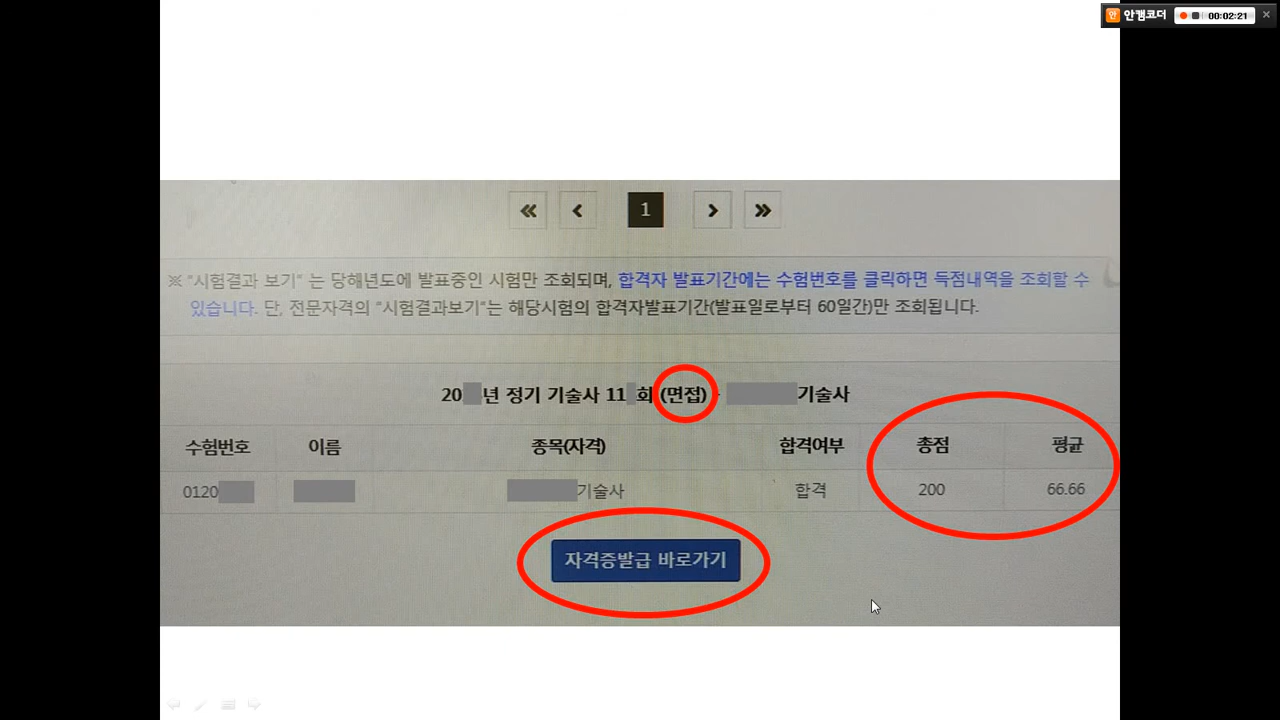 안캠코더 00:02:21
1
※ "시험결과 보기" 는 당해년도에 발표중인 시험만 조회되며, 합격자 발표기간에는 수험번호를 클릭하면 득점내역을 조회할 수
있습니다. 단, 전문자격의 "시험결과보기"는 해당시험의 합격자발표기간(발표일로부터 60일간)만 조회됩니다.
20 년 정기 기술사 11 회 (면접) - 기술사
수험번호 이름 종목(자격) 합격여부 총점 평균
0120 기술사 합격 200 66.66
자격증발급 바로가기